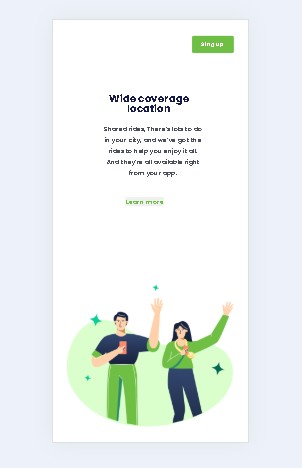 Sing up
Wide coverage
location
Shared rides, There's lots to do
in your city, and we've got the
rides to help you enjoy it all.
And they're all available right
from your app.
Learn more